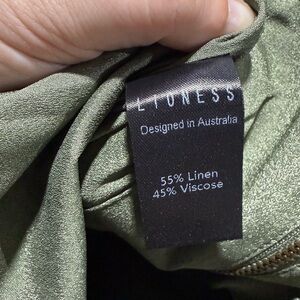 LIONESS
Designed in Australia
55% Linen
45% Viscose